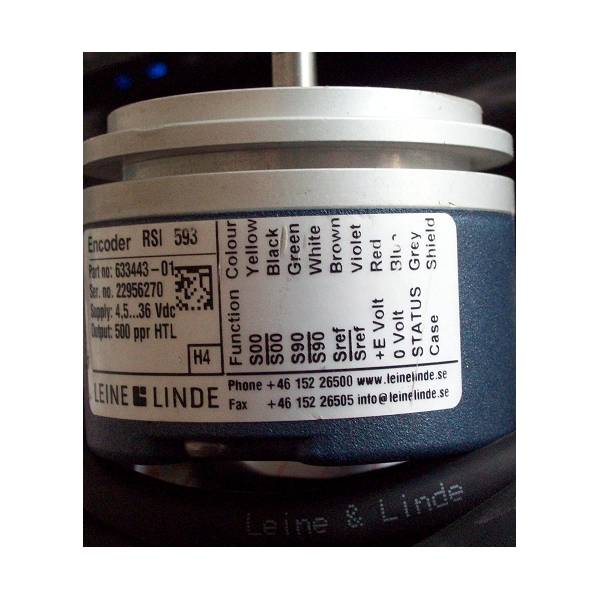 Encoder RSI 593
Part no: 633443-01
Ser. no. 22956270
Supply: 4,5...36 Vdc
Output: 500 ppr HTL
H4
LEINE LINDE
Function Colour
S00 Yellow
S00 Black
S90 Green
S90 White
Sref Brown
Sref Violet
+E Volt Red
0 Volt Blue
STATUS Grey
Case Shield
Phone +46 152 26500 www.leinelinde.se
Fax +46 152 26505 info@leinelinde.se
Leine & Linde